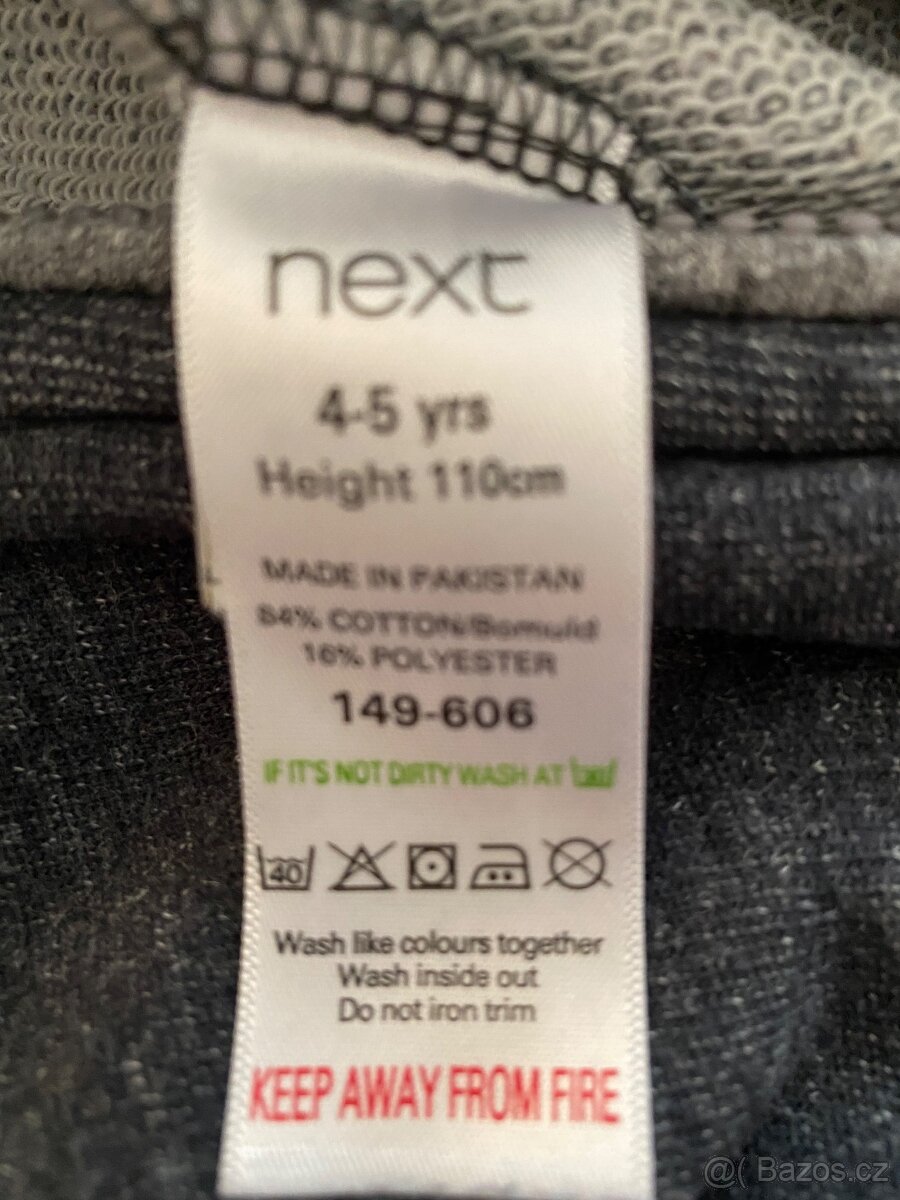 next
4-5 yrs
Height 110cm
MADE IN PAKISTAN
84% COTTON/Bomuld
16% POLYESTER
149-606
IF IT'S NOT DIRTY WASH AT
40
Wash like colours together
Wash inside out
Do not iron trim
KEEP AWAY FROM FIRE
@( Bazos.cz